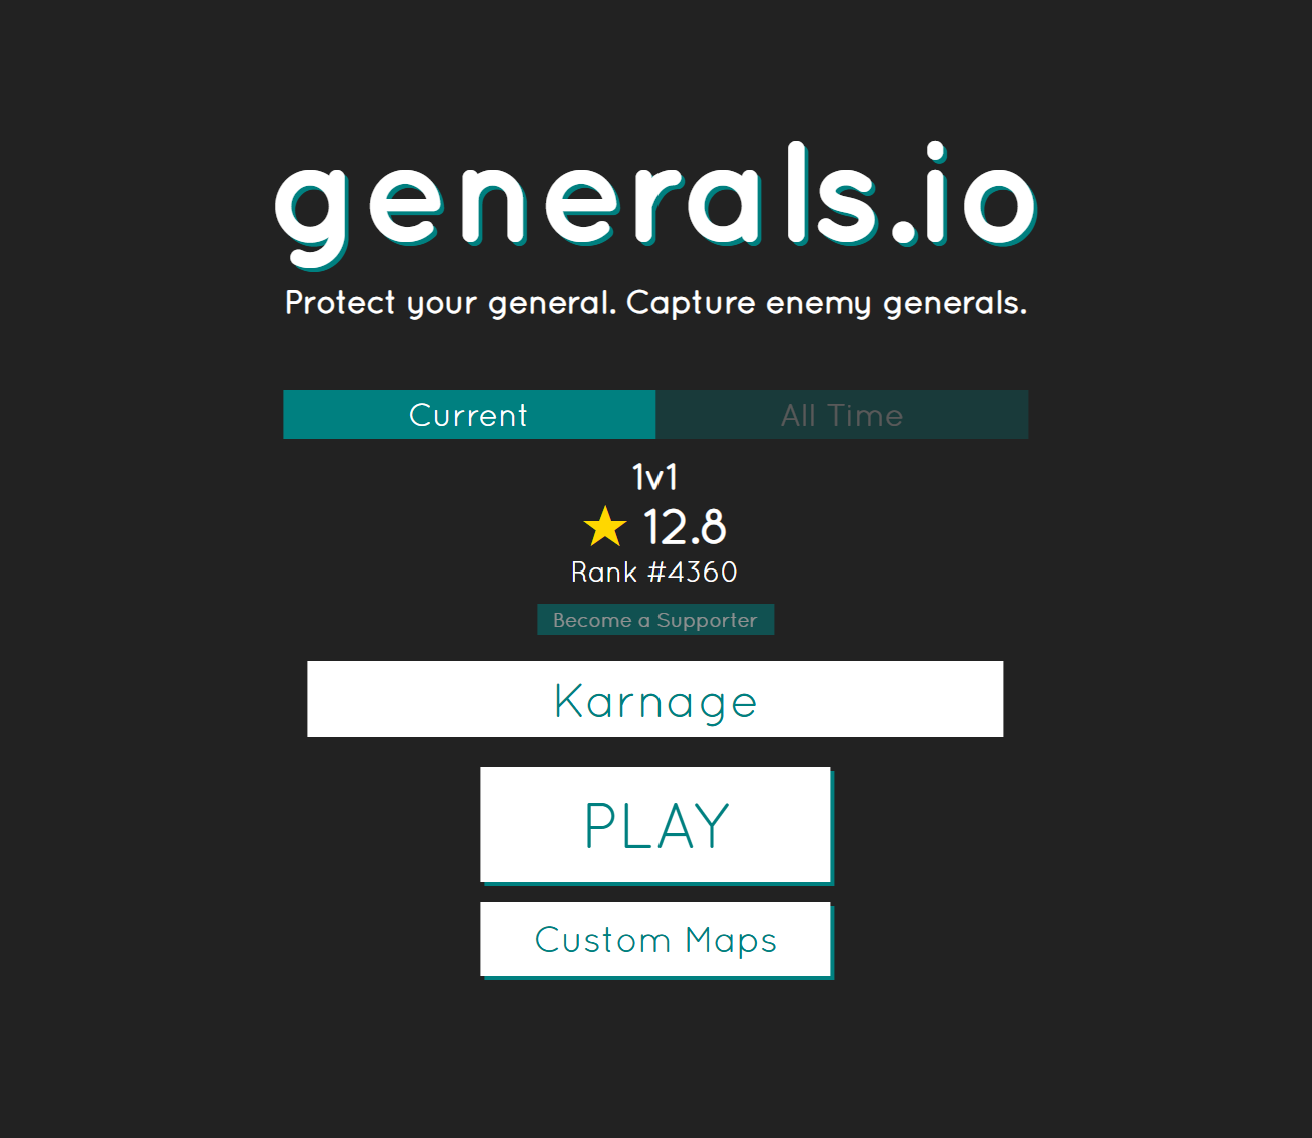 generals.io
Protect your general. Capture enemy generals.
Current All Time
1v1
★ 12.8
Rank #4360
Become a Supporter
Karnage
PLAY
Custom Maps